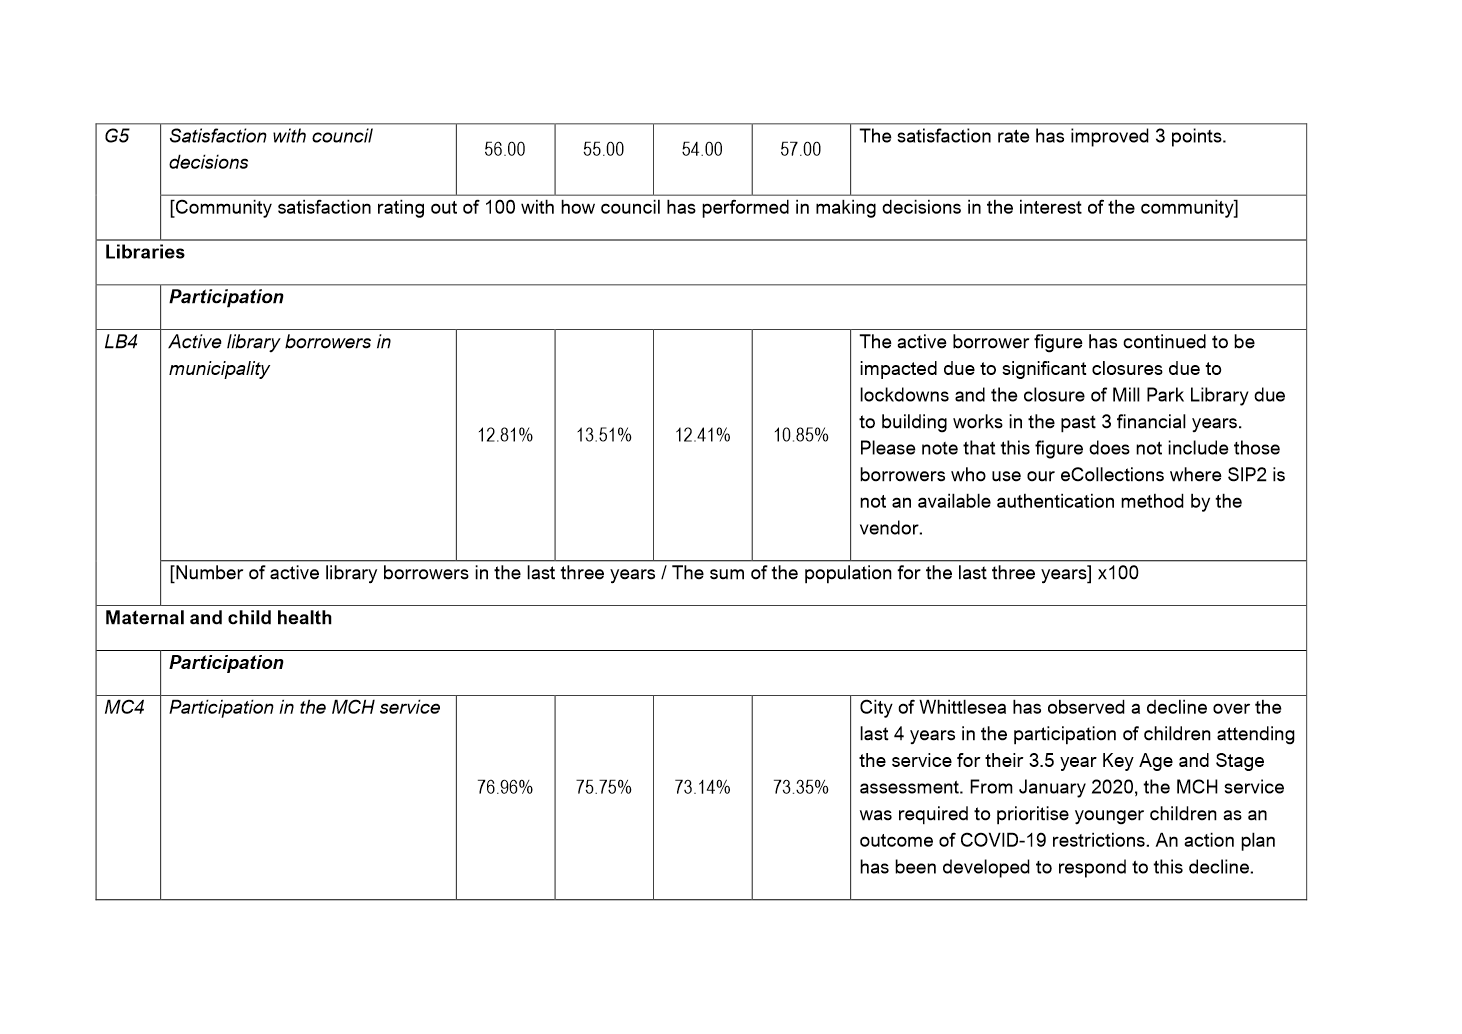 G5
Satisfaction with council
decisions
56.00
55.00
54.00
57.00
The satisfaction rate has improved 3 points.
[Community satisfaction rating out of 100 with how council has performed in making decisions in the interest of the community]
Libraries
Participation
LB4
Active library borrowers in
municipality
12.81%
13.51%
12.41%
10.85%
The active borrower figure has continued to be
impacted due to significant closures due to
lockdowns and the closure of Mill Park Library due
to building works in the past 3 financial years.
Please note that this figure does not include those
borrowers who use our eCollections where SIP2 is
not an available authentication method by the
vendor.
[Number of active library borrowers in the last three years / The sum of the population for the last three years] x100
Maternal and child health
Participation
MC4
Participation in the MCH service
76.96%
75.75%
73.14%
73.35%
City of Whittlesea has observed a decline over the
last 4 years in the participation of children attending
the service for their 3.5 year Key Age and Stage
assessment. From January 2020, the MCH service
was required to prioritise younger children as an
outcome of COVID-19 restrictions. An action plan
has been developed to respond to this decline.